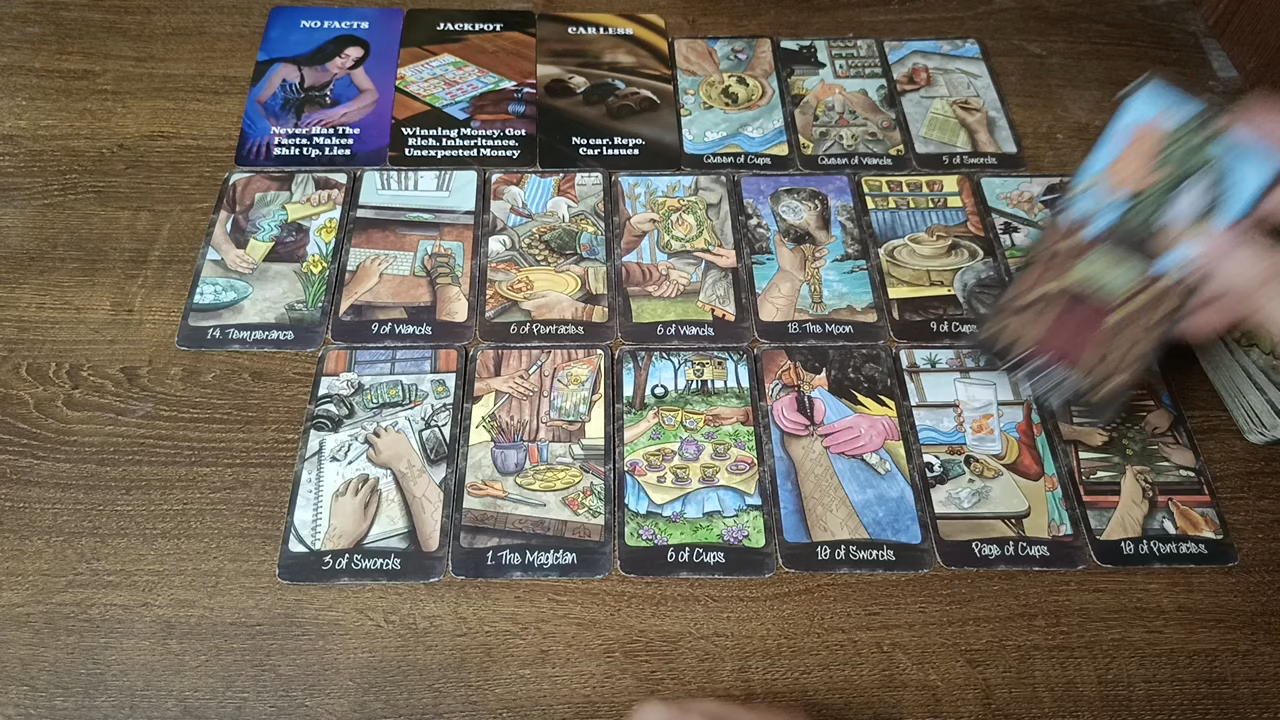 NO FACTS
Never Has The
Facts, Makes
Shit Up, Lies
JACKPOT
Winning Money, Got
Rich, Inheritance,
Unexpected Money
CARLESS
No car, Repo,
Car issues
Queen of Cups
Queen of Wands
5 of Swords
14. Temperance
9 of Wands
6 of Pentacles
6 of Wands
18. The Moon
9 of Cups
3 of Swords
1. The Magician
6 of Cups
10 of Swords
Page of Cups
10 of Pentacles